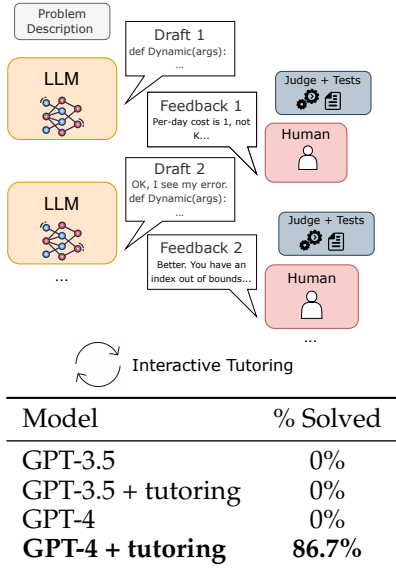 Problem
Description
Draft 1
def Dynamic(args):
...
LLM
Feedback 1
Per-day cost is 1, not
K...
Judge + Tests
Human
Draft 2
OK, I see my error.
def Dynamic(args):
...
LLM
...
Feedback 2
Better. You have an
index out of bounds...
Judge + Tests
Human
...
Interactive Tutoring
Model % Solved
GPT-3.5 0%
GPT-3.5 + tutoring 0%
GPT-4 0%
GPT-4 + tutoring 86.7%